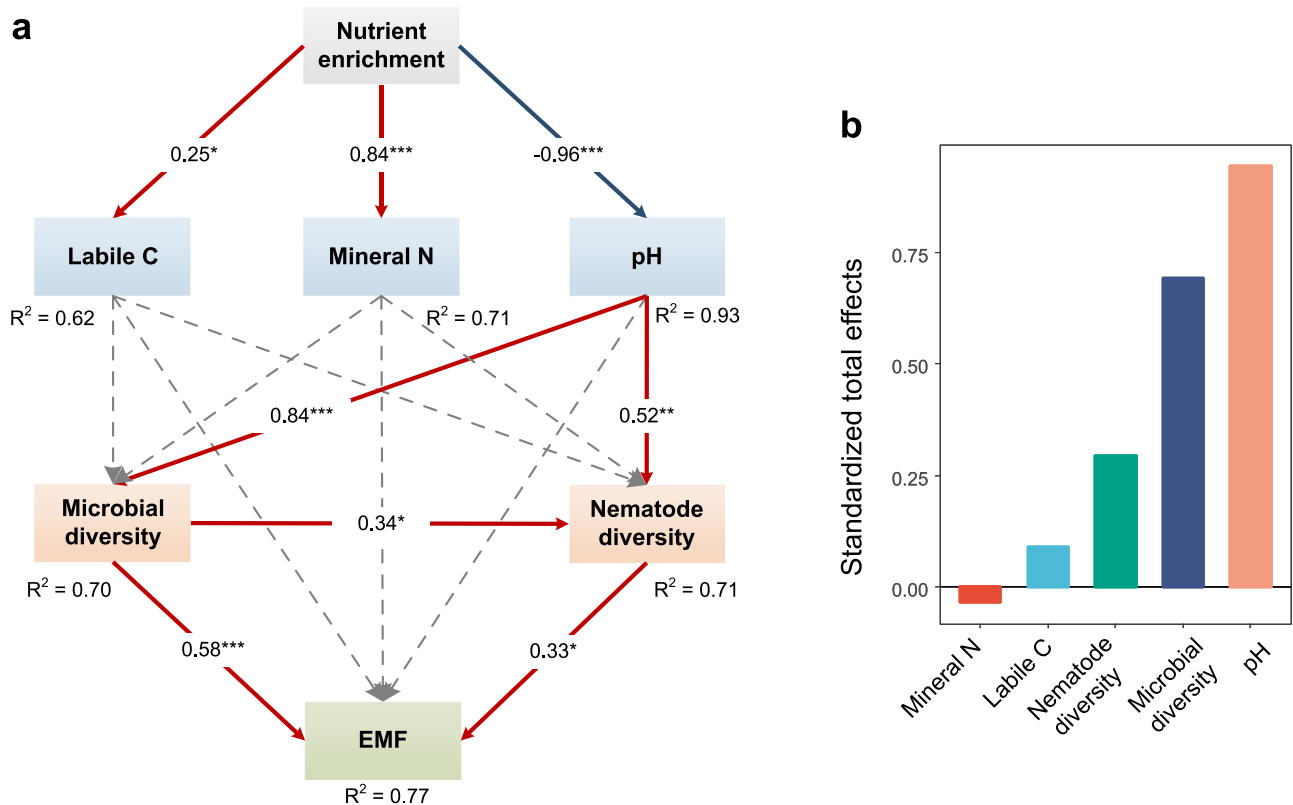 a
Nutrient
enrichment
0.25*
0.84***
-0.96***
Labile C
Mineral N
pH
R² = 0.62
R² = 0.71
R² = 0.93
0.84***
0.52**
Microbial
diversity
0.34*
Nematode
diversity
R² = 0.70
R² = 0.71
0.58***
0.33*
EMF
R² = 0.77
b
Standardized total effects
0.75
0.50
0.25
0.00
Mineral N
Labile C
Nematode
diversity
Microbial
diversity
pH